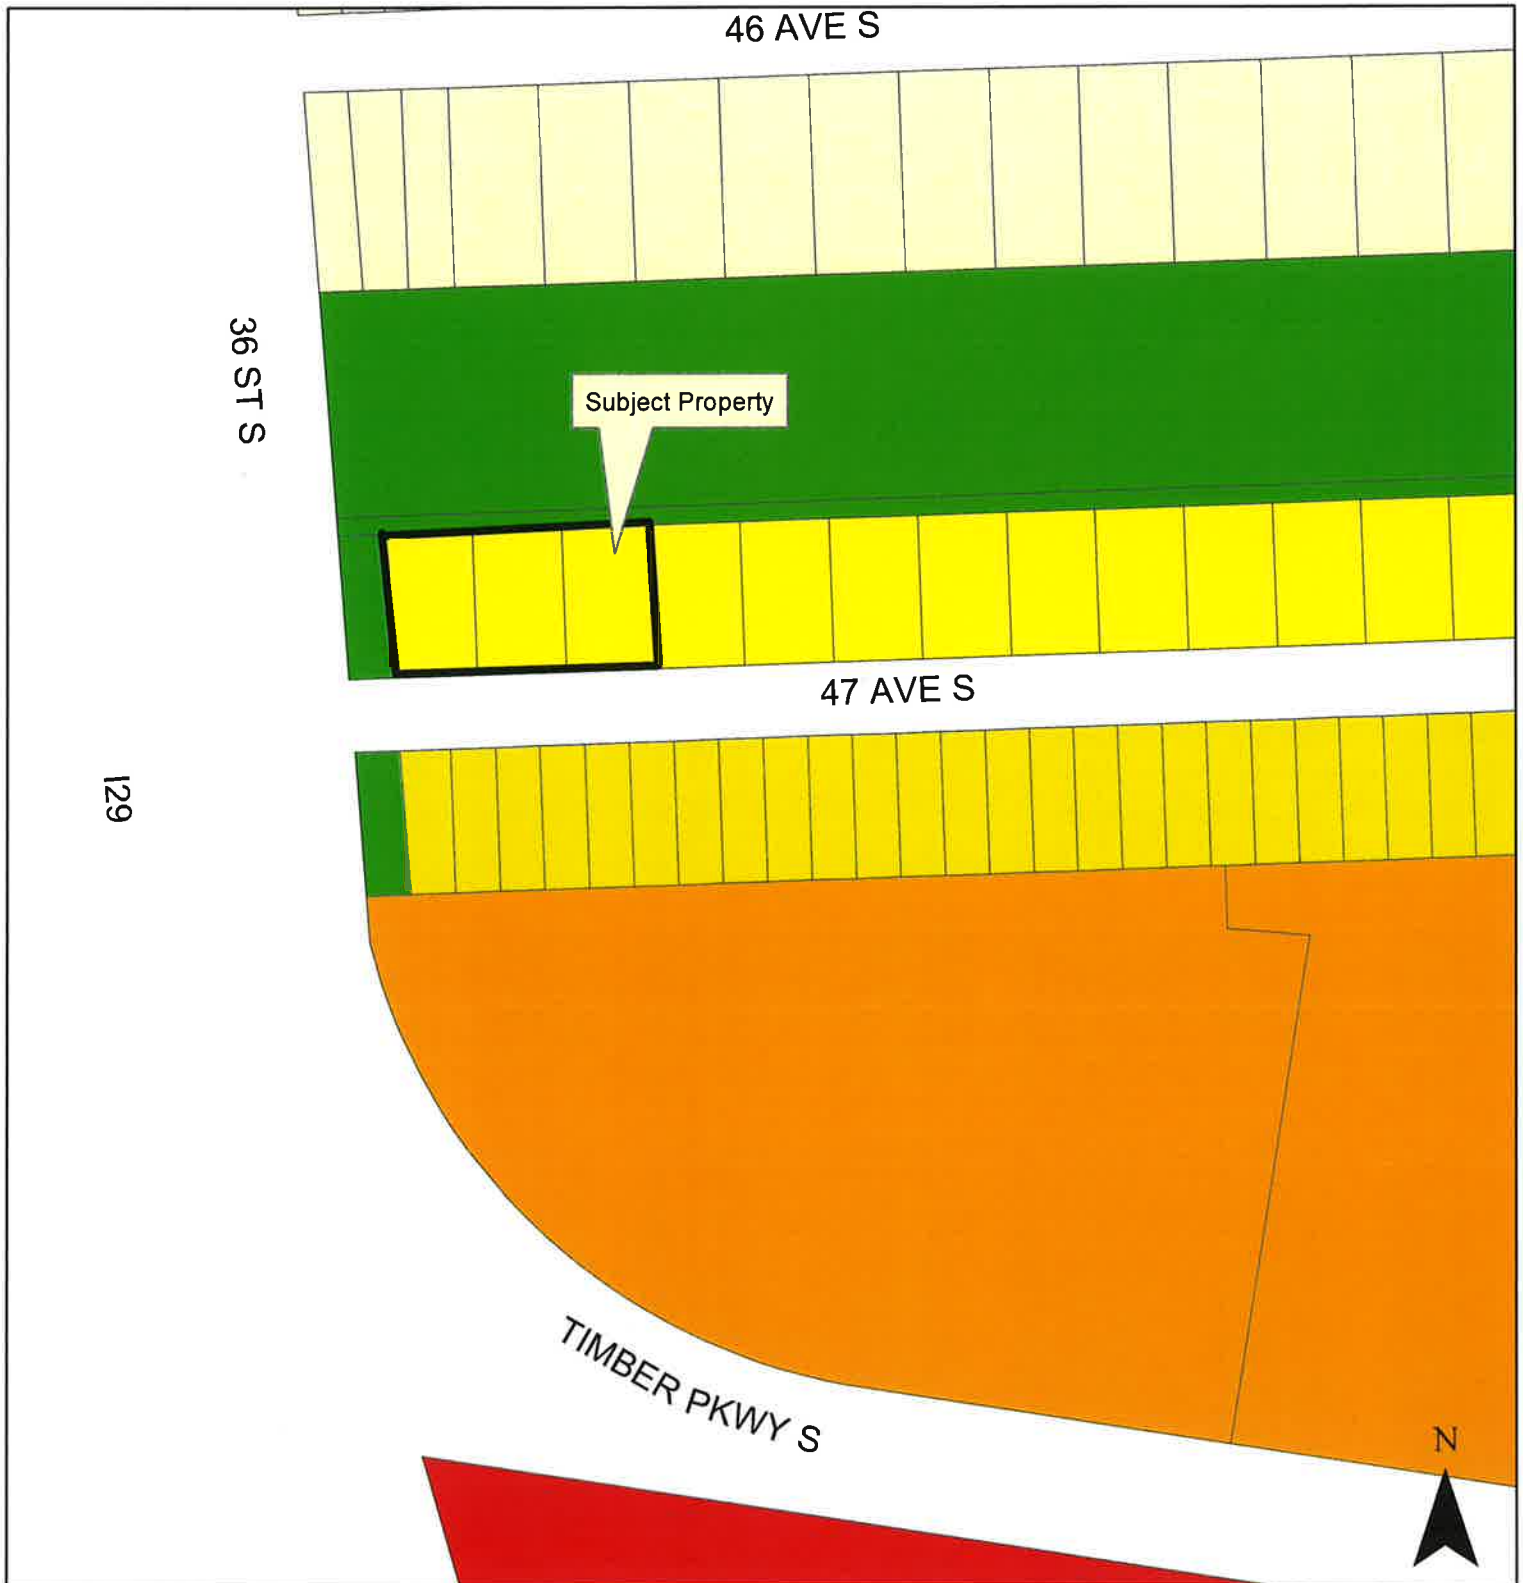 46 AVE S
36 ST S
Subject Property
47 AVE S
I29
TIMBER PKWY S
N